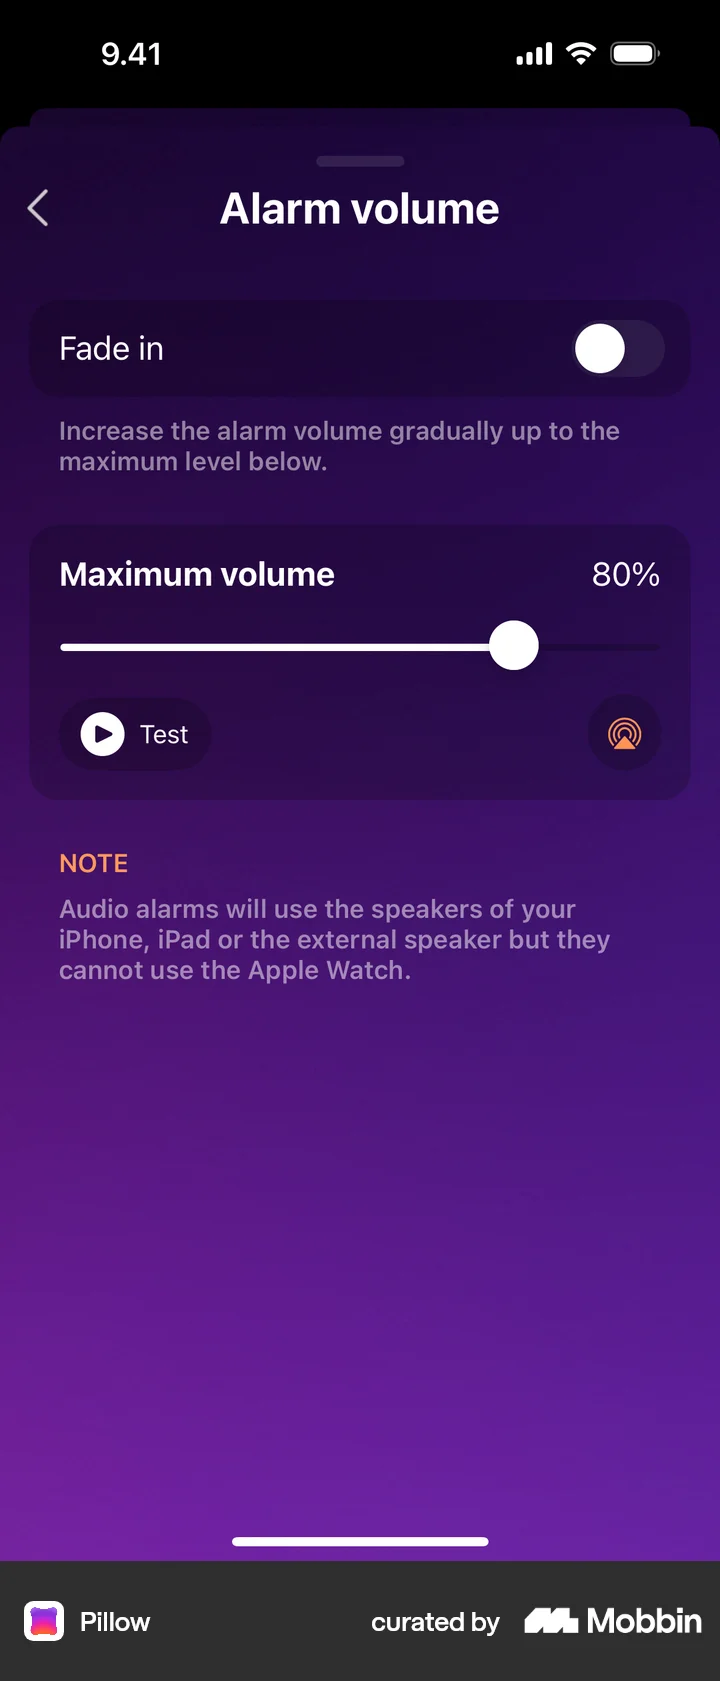 9.41
Alarm volume
Fade in
Increase the alarm volume gradually up to the
maximum level below.
Maximum volume 80%
Test
NOTE
Audio alarms will use the speakers of your
iPhone, iPad or the external speaker but they
cannot use the Apple Watch.
Pillow curated by Mobbin